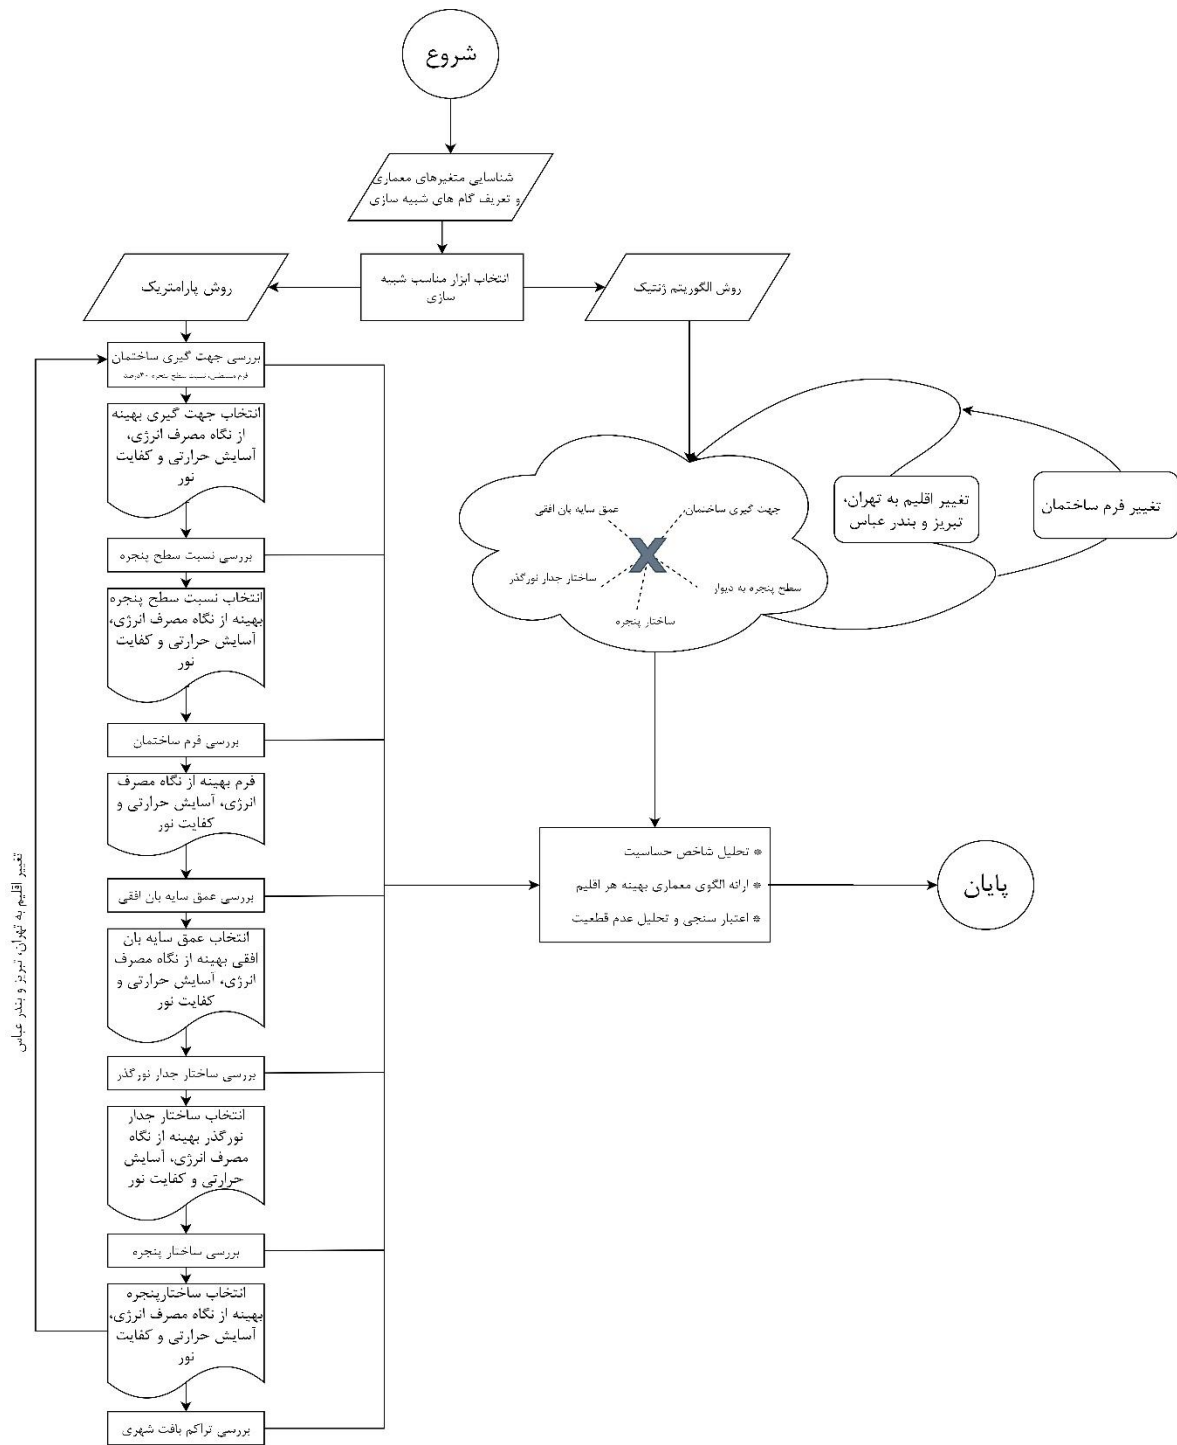 شروع
شناسایی متغیرهای معماری
و تعریف گام های شبیه سازی
انتخاب ابزار مناسب شبیه
سازی
روش پارامتریک
روش الگوریتم ژنتیک
بررسی جهت گیری ساختمان
نسبت سطح پنجره
انتخاب جهت گیری بهینه
از نگاه مصرف انرژی،
آسایش حرارتی و کفایت
نور
بررسی نسبت سطح پنجره
انتخاب نسبت سطح پنجره
بهینه از نگاه مصرف انرژی،
آسایش حرارتی و کفایت
نور
بررسی فرم ساختمان
فرم بهینه از نگاه مصرف
انرژی، آسایش حرارتی و
کفایت نور
بررسی عمق سایه بان افقی
انتخاب عمق سایه بان
افقی بهینه از نگاه مصرف
انرژی، آسایش حرارتی و
کفایت نور
بررسی ساختار جدار نورگذر
انتخاب ساختار جدار
نورگذر بهینه از نگاه
مصرف انرژی، آسایش
حرارتی و کفایت نور
بررسی ساختار پنجره
انتخاب ساختارپنجره
بهینه از نگاه مصرف انرژی،
آسایش حرارتی و کفایت
نور
بررسی تراکم بافت شهری
تغییر اقلیم به تهران، تبریز و بندر عباس
جهت گیری ساختمان
عمق سایه بان افقی
X
ساختار جدار نورگذر
سطح پنجره به دیوار
ساختار پنجره
تغییر اقلیم به تهران،
تبریز و بندر عباس
تغییر فرم ساختمان
* تحلیل شاخص حساسیت
* ارائه الگوی معماری بهینه هر اقلیم
* اعتبار سنجی و تحلیل عدم قطعیت
پایان